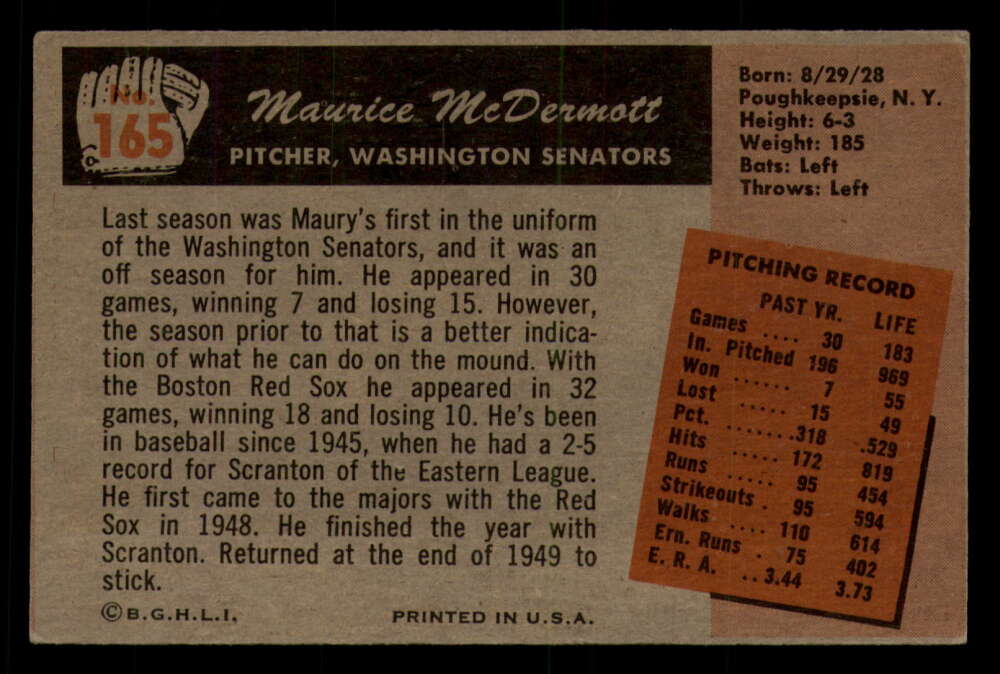 No.
165
Maurice McDermott
PITCHER, WASHINGTON SENATORS
Born: 8/29/28
Poughkeepsie, N. Y.
Height: 6-3
Weight: 185
Bats: Left
Throws: Left
Last season was Maury's first in the uniform
of the Washington Senators, and it was an
off season for him. He appeared in 30
games, winning 7 and losing 15. However,
the season prior to that is a better indica-
tion of what he can do on the mound. With
the Boston Red Sox he appeared in 32
games, winning 18 and losing 10. He's been
in baseball since 1945, when he had a 2-5
record for Scranton of the Eastern League.
He first came to the majors with the Red
Sox in 1948. He finished the year with
Scranton. Returned at the end of 1949 to
stick.
PITCHING RECORD
PAST YR. LIFE
Games .... 30 183
In. Pitched 196 969
Won ...... 7 55
Lost ..... 15 49
Pct. .......318 .529
Hits ..... 172 819
Runs ..... 95 454
Strikeouts . 95 594
Walks .... 110 614
Ern. Runs . 75 402
E. R. A. ..3.44 3.73
©B.G.H.L.I. PRINTED IN U.S.A.